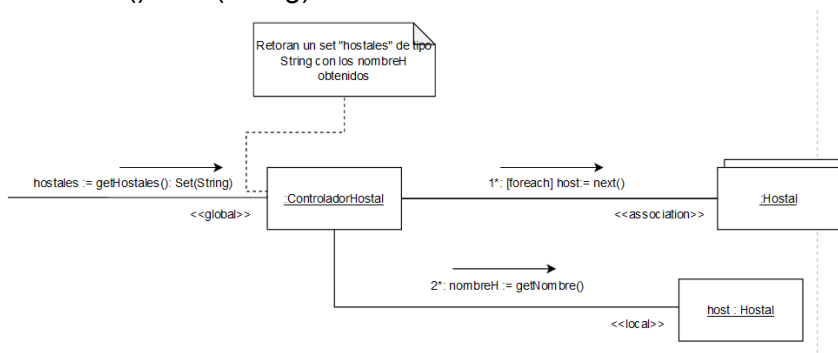 Retoran un set "hostales" de tipo
String con los nombreH
obtenidos
hostales := getHostales(): Set(String)
1*: [foreach] host:= next()
:ControladorHostal
:Hostal
<<global>>
<<association>>
2*: nombreH := getNombre()
host : Hostal
<<local>>